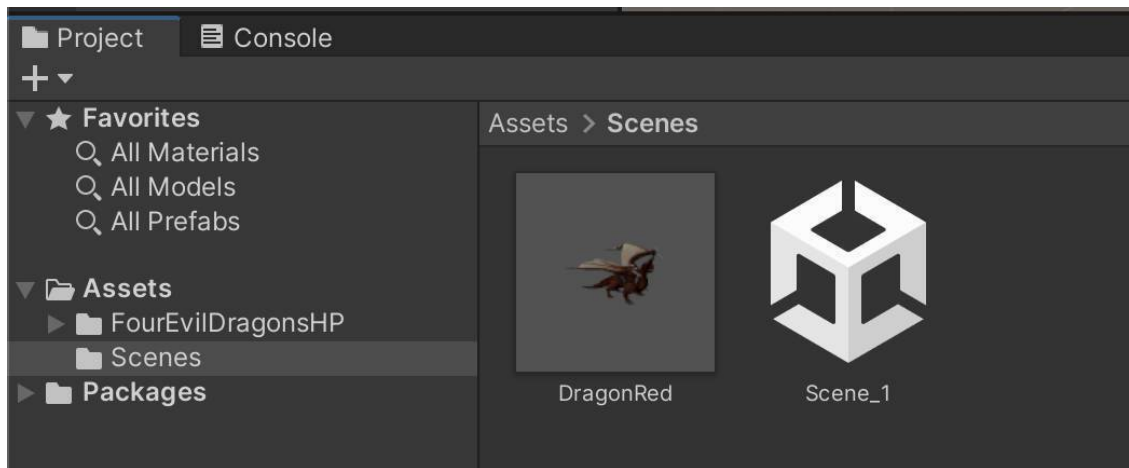 Project
Console
Favorites
All Materials
All Models
All Prefabs
Assets
FourEvilDragonsHP
Scenes
Packages
Assets > Scenes
DragonRed
Scene_1